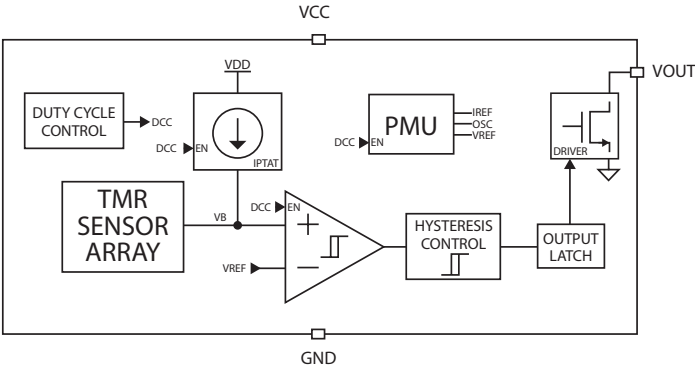 VCC
VDD
VOUT
DUTY CYCLE
CONTROL
DCC
DCC
EN
IPTAT
PMU
DCC
EN
IREF
OSC
VREF
DRIVER
TMR
SENSOR
ARRAY
VB
DCC
EN
+
VREF
—
HYSTERESIS
CONTROL
OUTPUT
LATCH
GND